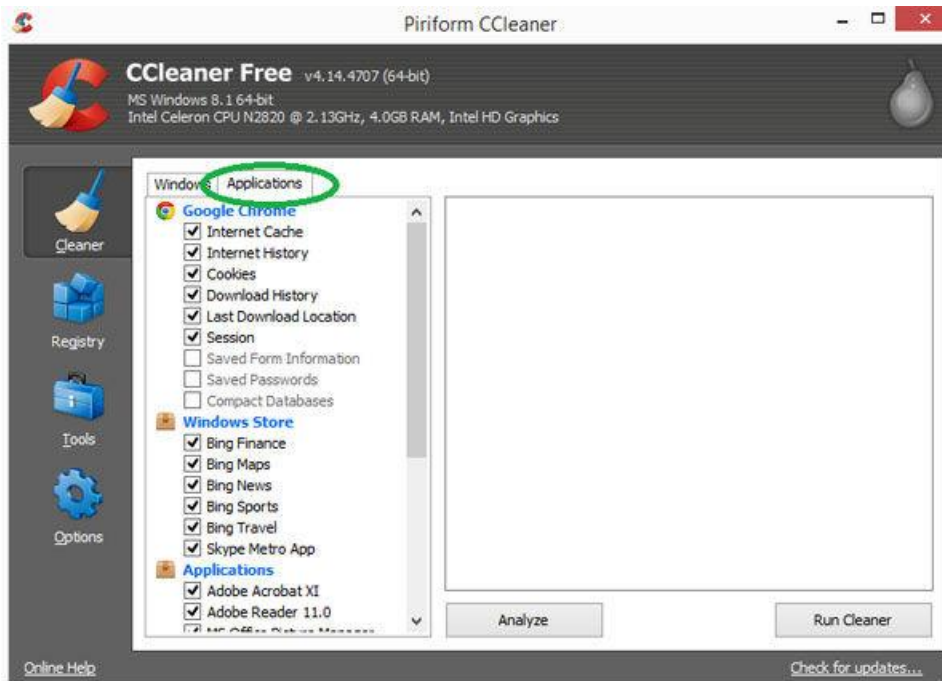 Piriform CCleaner
CCleaner Free v4.14.4707 (64-bit)
MS Windows 8.1 64-bit
Intel Celeron CPU N2820 @ 2.13GHz, 4.0GB RAM, Intel HD Graphics
Cleaner
Registry
Tools
Options
Windows Applications
Google Chrome
Internet Cache
Internet History
Cookies
Download History
Last Download Location
Session
Saved Form Information
Saved Passwords
Compact Databases
Windows Store
Bing Finance
Bing Maps
Bing News
Bing Sports
Bing Travel
Skype Metro App
Applications
Adobe Acrobat XI
Adobe Reader 11.0
Analyze Run Cleaner
Online Help Check for updates...